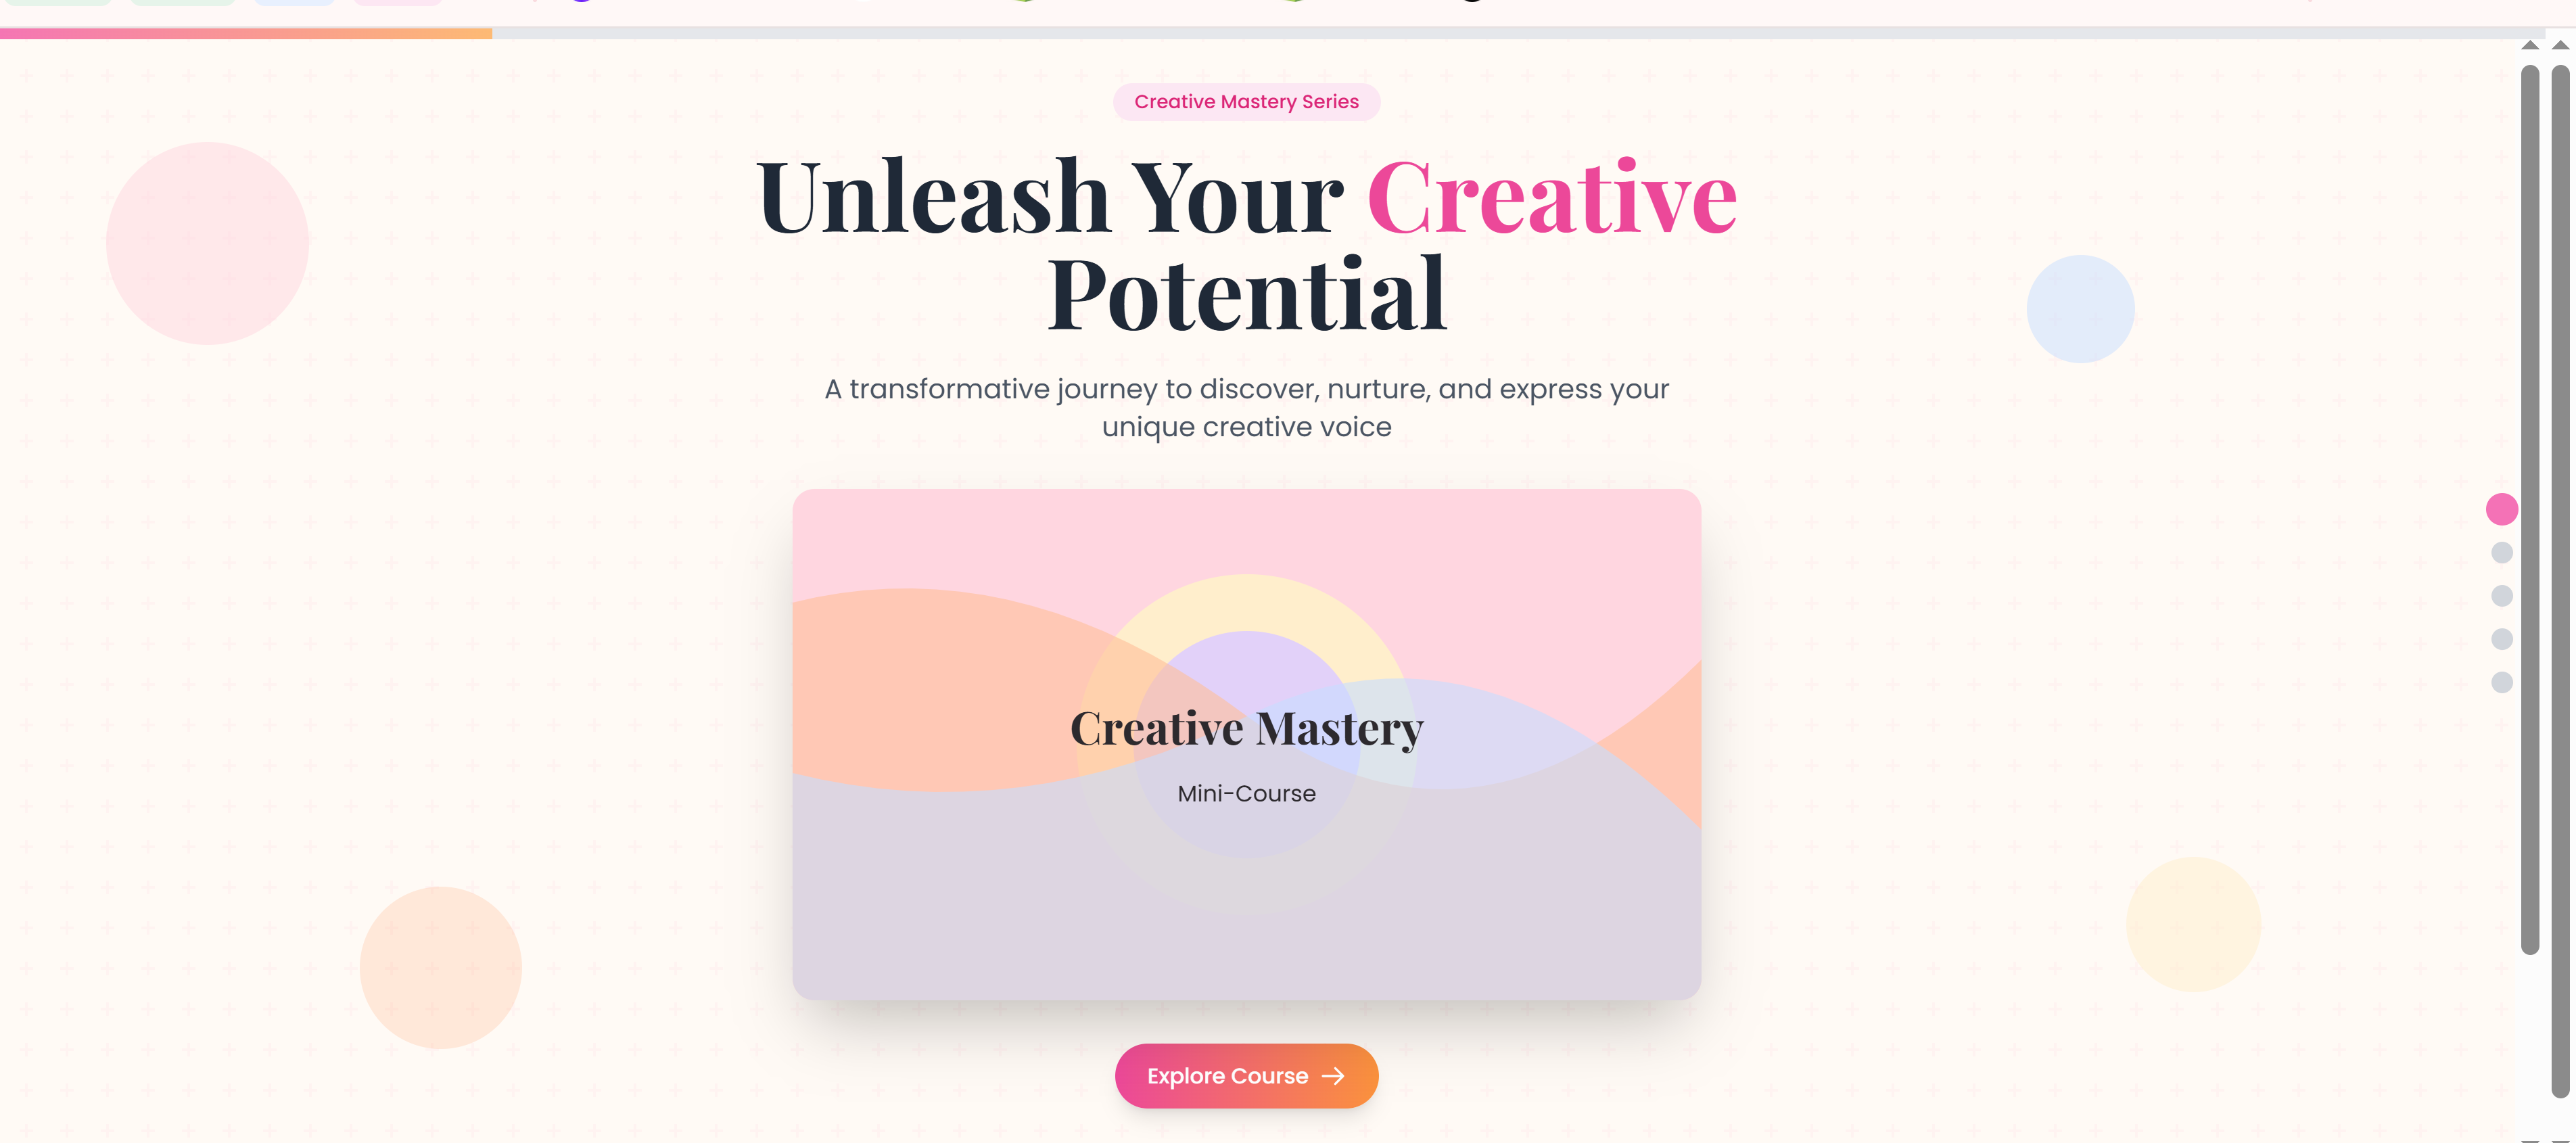 Creative Mastery Series
Unleash Your Creative
Potential
A transformative journey to discover, nurture, and express your
unique creative voice
Creative Mastery
Mini-Course
Explore Course →